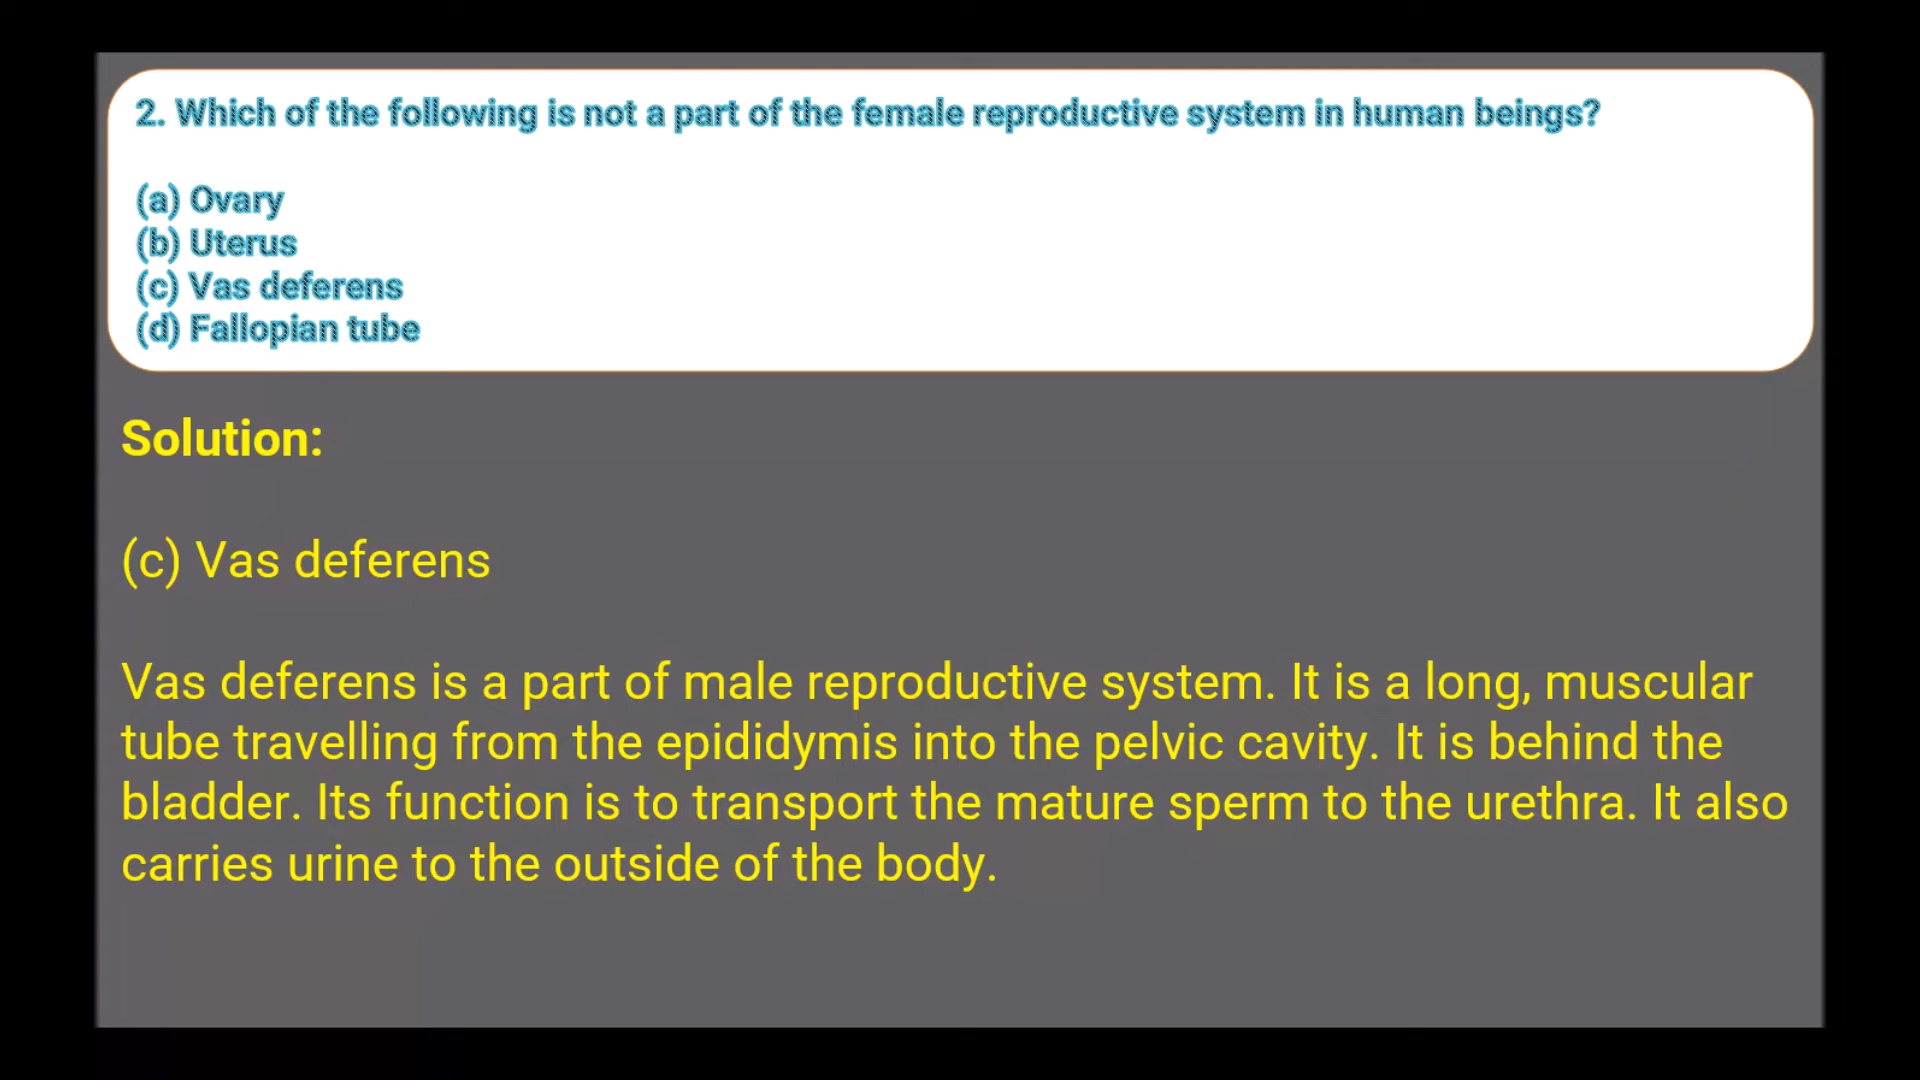 2. Which of the following is not a part of the female reproductive system in human beings?
(a) Ovary
(b) Uterus
(c) Vas deferens
(d) Fallopian tube
Solution:
(c) Vas deferens
Vas deferens is a part of male reproductive system. It is a long, muscular
tube travelling from the epididymis into the pelvic cavity. It is behind the
bladder. Its function is to transport the mature sperm to the urethra. It also
carries urine to the outside of the body.